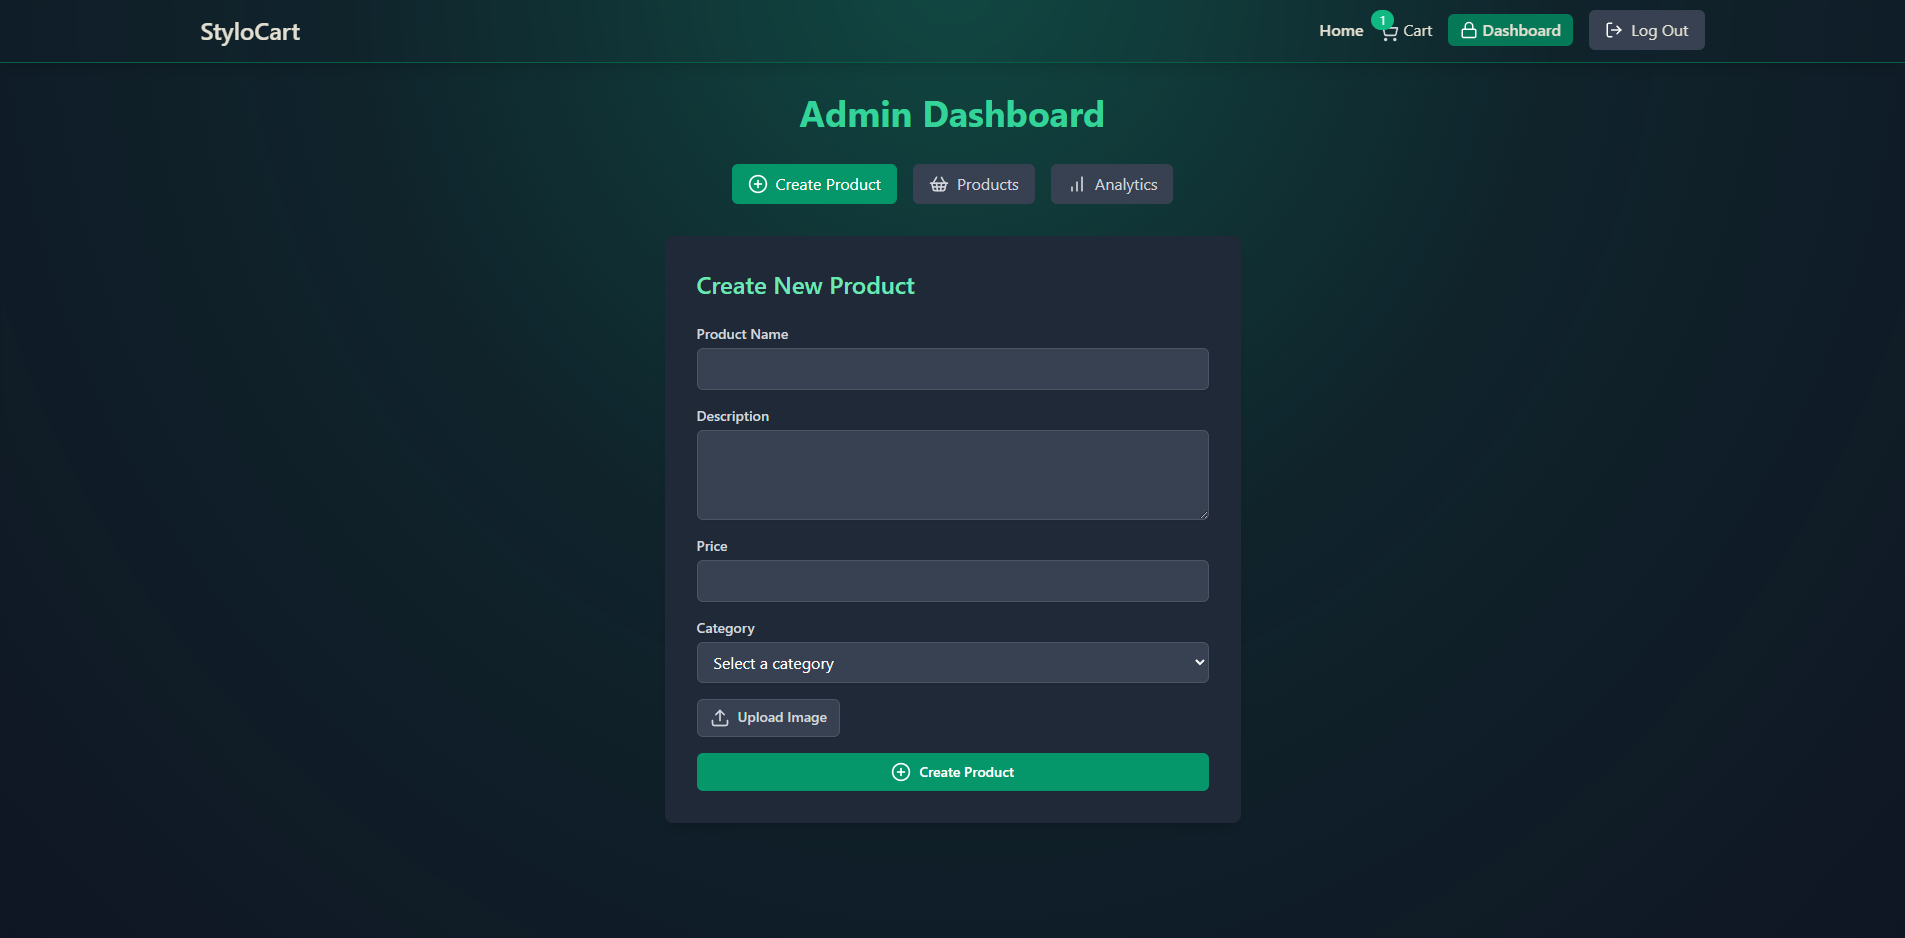 StyloCart
Home 1 Cart Dashboard Log Out
Admin Dashboard
Create Product Products Analytics
Create New Product
Product Name
Description
Price
Category
Select a category
Upload Image
Create Product